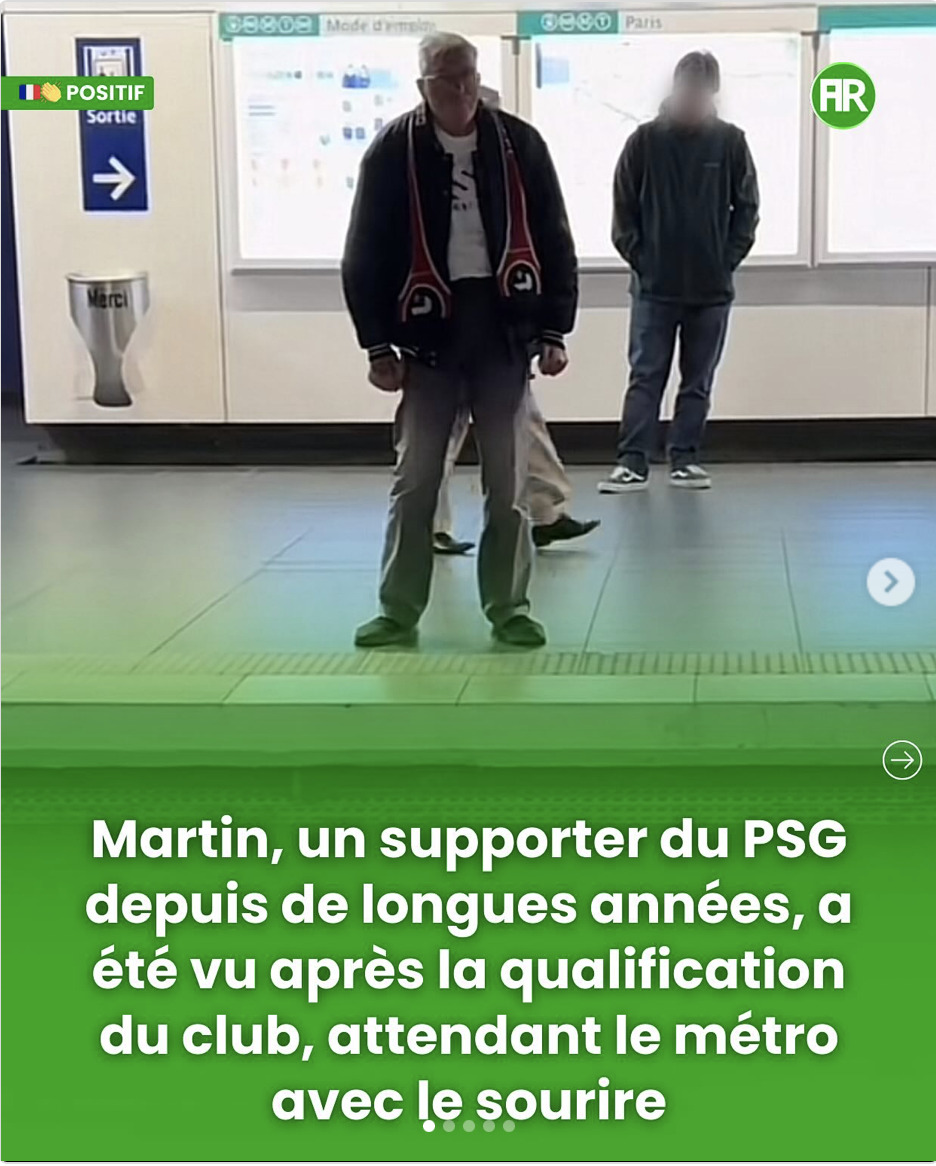 Mode d'emploi
Paris
🇫🇷👏 POSITIF
AR
Sortie
Merci
Martin, un supporter du PSG
depuis de longues années, a
été vu après la qualification
du club, attendant le métro
avec le sourire